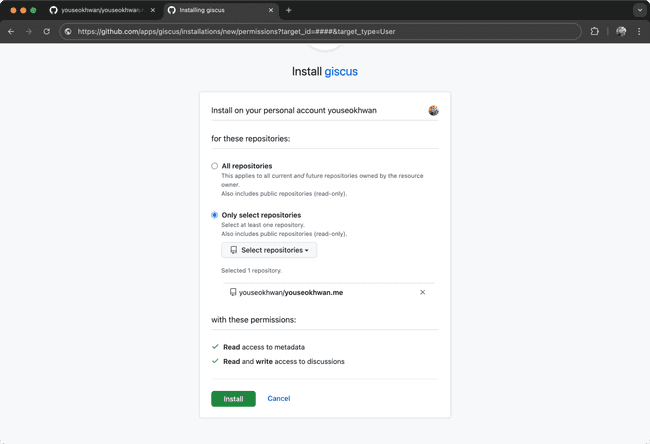 youseokhwan/youseokhwan.
Installing giscus
https://github.com/apps/giscus/installations/new/permissions?target_id=####&target_type=User
Install giscus
Install on your personal account youseokhwan
for these repositories:
All repositories
This applies to all current and future repositories owned by the resource
owner.
Also includes public repositories (read-only).
Only select repositories
Select at least one repository.
Also includes public repositories (read-only).
Select repositories
Selected 1 repository.
youseokhwan/youseokhwan.me
with these permissions:
Read access to metadata
Read and write access to discussions
Install
Cancel